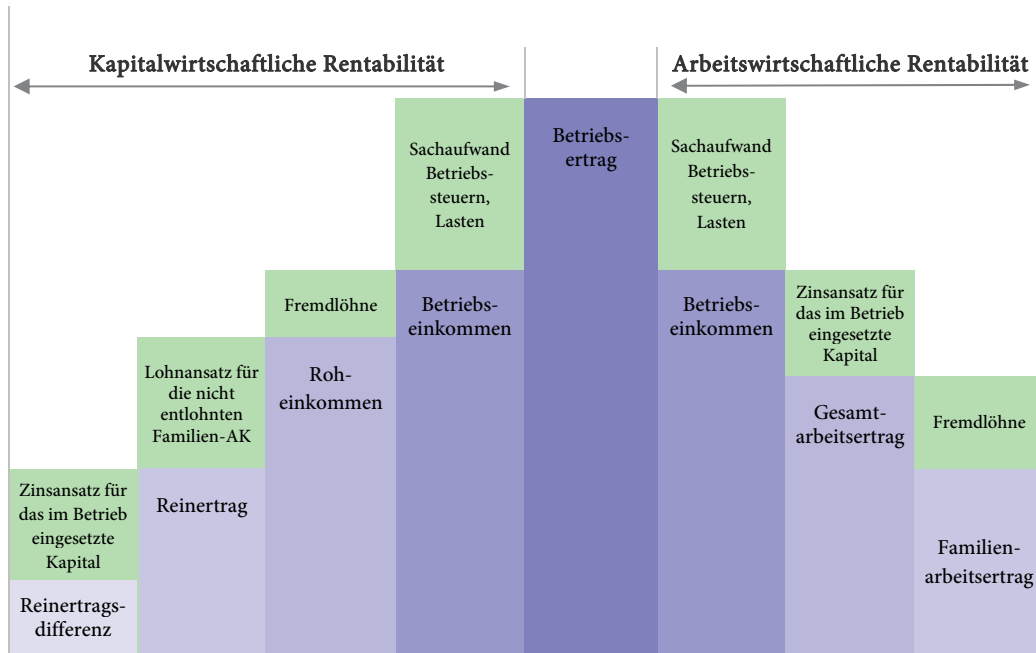 Kapitalwirtschaftliche Rentabilität
Arbeitswirtschaftliche Rentabilität
Zinsansatz für
das im Betrieb
eingesetzte
Kapital
Reinertrags-
differenz
Lohnansatz für
die nicht
entlohnten
Familien-AK
Reinertrag
Fremdlöhne
Roh-
einkommen
Sachaufwand
Betriebs-
steuern,
Lasten
Betriebs-
einkommen
Betriebs-
ertrag
Sachaufwand
Betriebs-
steuern,
Lasten
Betriebs-
einkommen
Zinsansatz für
das im Betrieb
eingesetzte
Kapital
Gesamt-
arbeitsertrag
Fremdlöhne
Familien-
arbeitsertrag